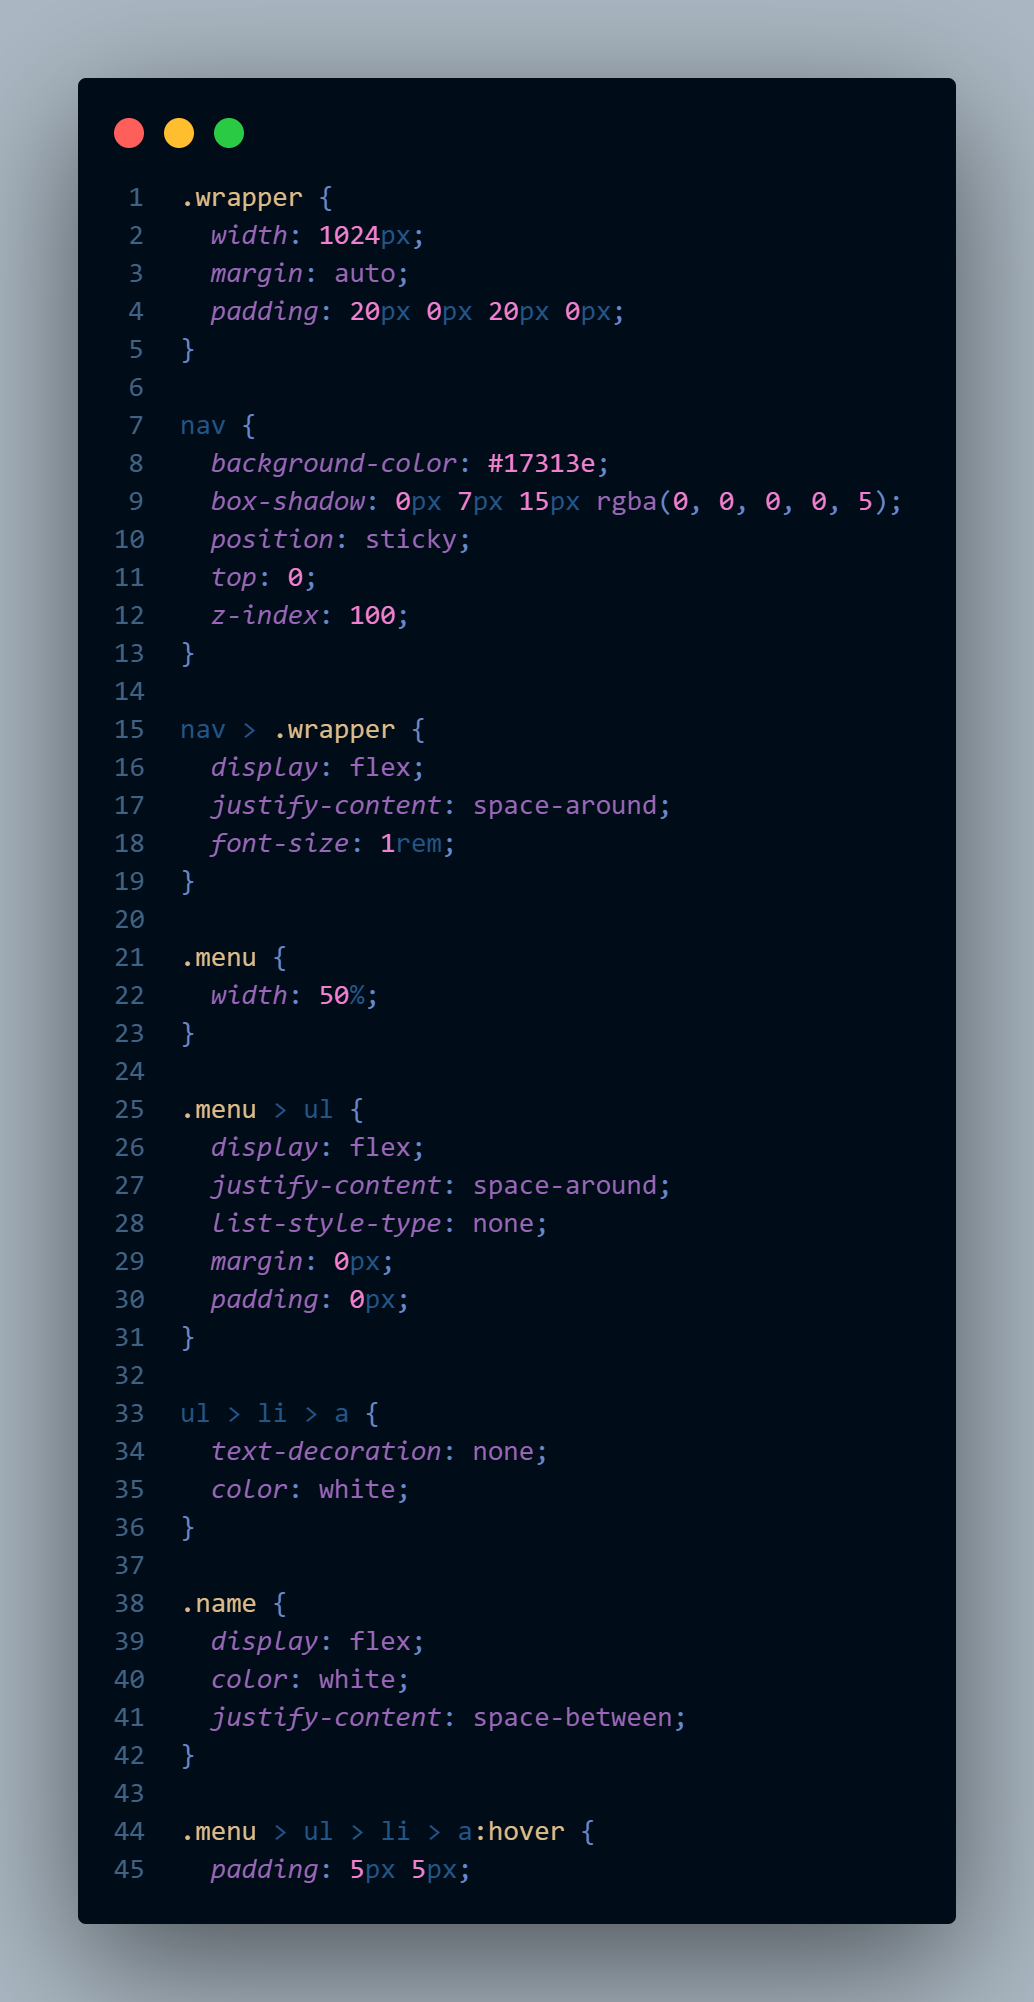 1 .wrapper {
2   width: 1024px;
3   margin: auto;
4   padding: 20px 0px 20px 0px;
5 }
6
7 nav {
8   background-color: #17313e;
9   box-shadow: 0px 7px 15px rgba(0, 0, 0, 0, 5);
10   position: sticky;
11   top: 0;
12   z-index: 100;
13 }
14
15 nav > .wrapper {
16   display: flex;
17   justify-content: space-around;
18   font-size: 1rem;
19 }
20
21 .menu {
22   width: 50%;
23 }
24
25 .menu > ul {
26   display: flex;
27   justify-content: space-around;
28   list-style-type: none;
29   margin: 0px;
30   padding: 0px;
31 }
32
33 ul > li > a {
34   text-decoration: none;
35   color: white;
36 }
37
38 .name {
39   display: flex;
40   color: white;
41   justify-content: space-between;
42 }
43
44 .menu > ul > li > a:hover {
45   padding: 5px 5px;